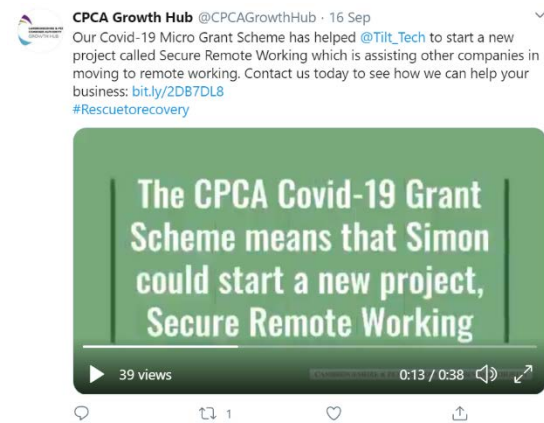 CPCA Growth Hub @CPCAGrowthHub · 16 Sep
Our Covid-19 Micro Grant Scheme has helped @Tilt_Tech to start a new
project called Secure Remote Working which is assisting other companies in
moving to remote working. Contact us today to see how we can help your
business: bit.ly/2DB7DL8
#Rescuetorecovery
The CPCA Covid-19 Grant
Scheme means that Simon
could start a new project,
Secure Remote Working
39 views
0:13 / 0:38
1